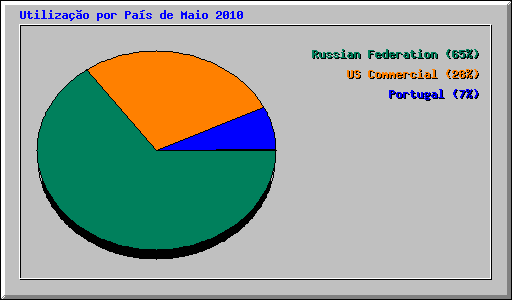 Utilização por País de Maio 2010
Russian Federation (65%)
US Commercial (28%)
Portugal (7%)